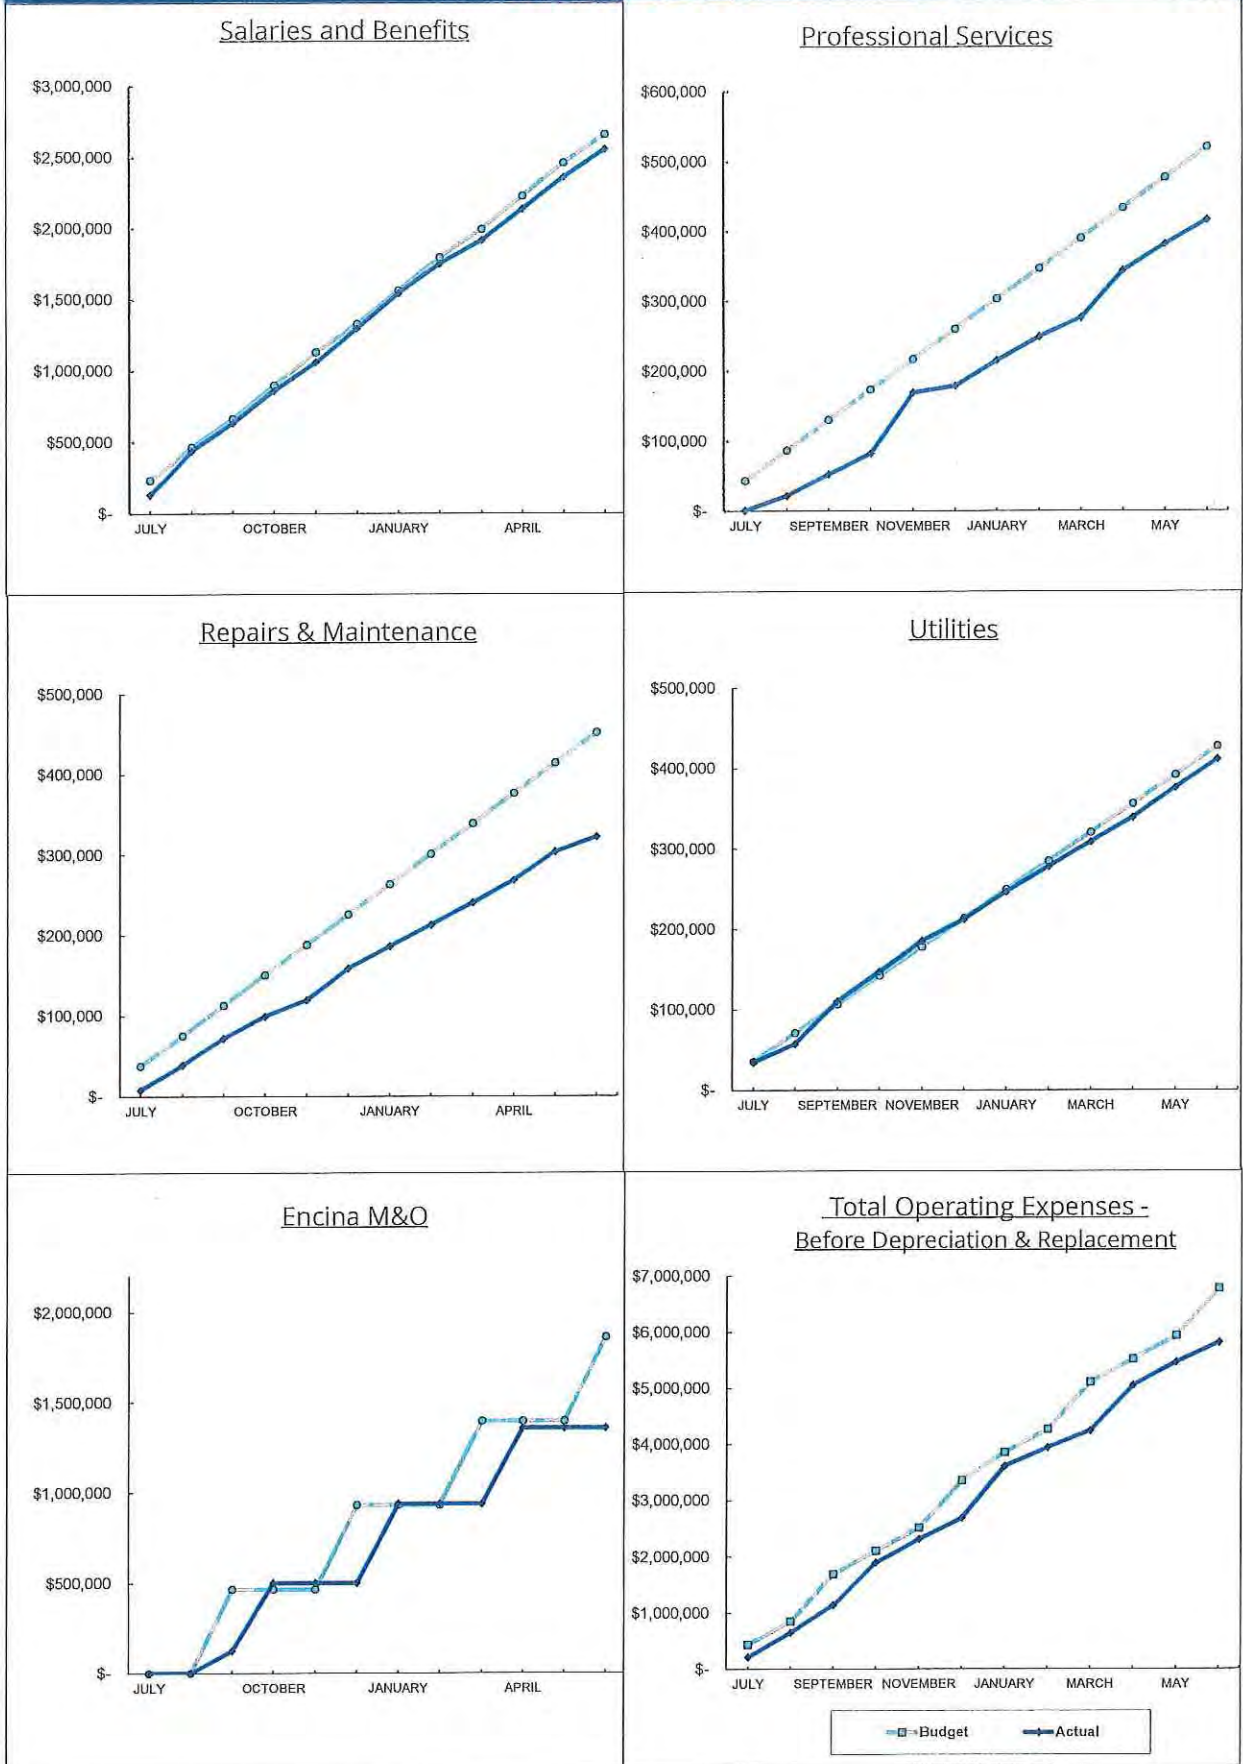 Salaries and Benefits
$3,000,000
$2,500,000
$2,000,000
$1,500,000
$1,000,000
$500,000
$-
JULY OCTOBER JANUARY APRIL
Professional Services
$600,000
$500,000
$400,000
$300,000
$200,000
$100,000
$-
JULY SEPTEMBER NOVEMBER JANUARY MARCH MAY
Repairs & Maintenance
$500,000
$400,000
$300,000
$200,000
$100,000
$-
JULY OCTOBER JANUARY APRIL
Utilities
$500,000
$400,000
$300,000
$200,000
$100,000
$-
JULY SEPTEMBER NOVEMBER JANUARY MARCH MAY
Encina M&O
$2,000,000
$1,500,000
$1,000,000
$500,000
$-
JULY OCTOBER JANUARY APRIL
Total Operating Expenses -
Before Depreciation & Replacement
$7,000,000
$6,000,000
$5,000,000
$4,000,000
$3,000,000
$2,000,000
$1,000,000
$-
JULY SEPTEMBER NOVEMBER JANUARY MARCH MAY
Budget Actual